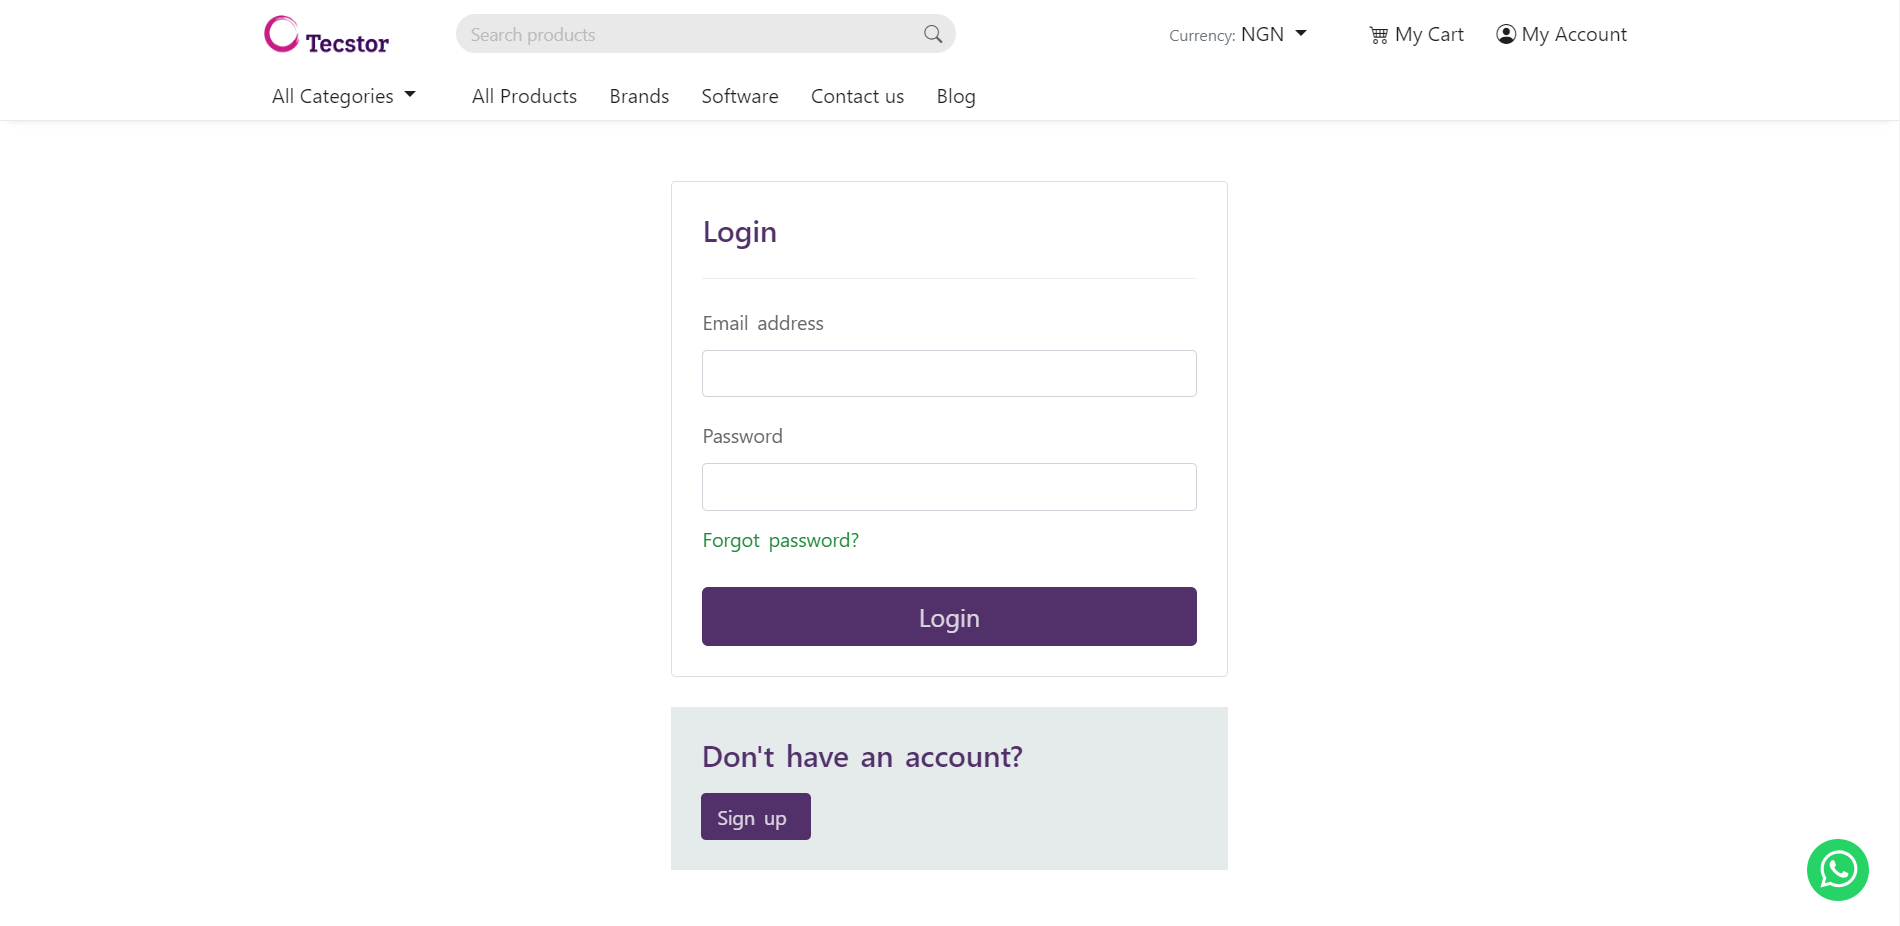 Tecstor
Search products
Currency: NGN
My Cart
My Account
All Categories
All Products
Brands
Software
Contact us
Blog
Login
Email address
Password
Forgot password?
Login
Don't have an account?
Sign up